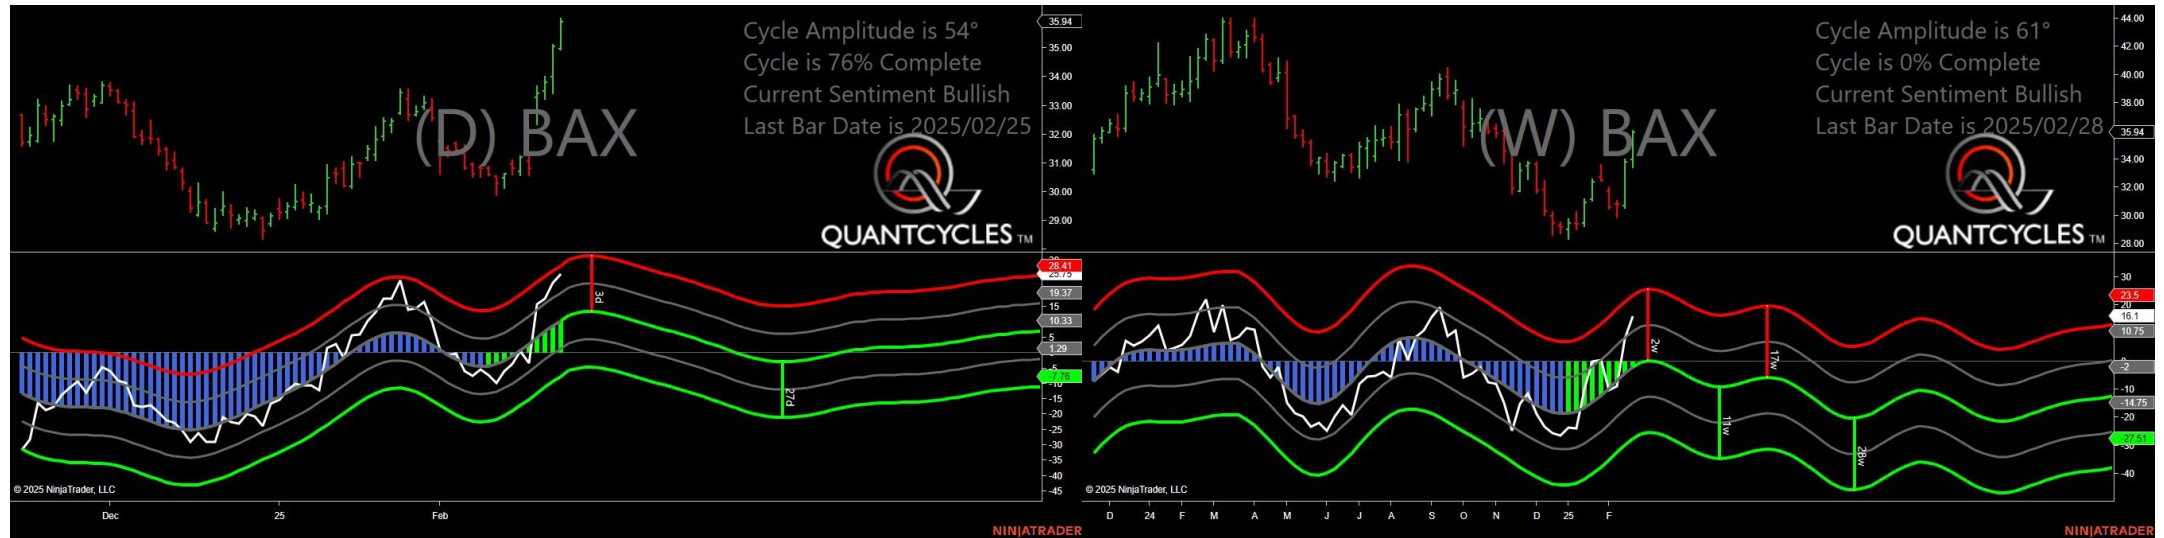 Cycle Amplitude is 54°
Cycle is 76% Complete
Current Sentiment Bullish
Last Bar Date is 2025/02/25
(D) BAX
QUANTCYCLES TM
35.94
35.00
34.00
33.00
32.00
31.00
30.00
29.00
28.41
25.75
19.37
15
10.33
5
1.29
-5
-7.76
-10
-15
-20
-25
-30
-35
-40
-45
3d
27d
© 2025 NinjaTrader, LLC
Dec
25
Feb
NINJATRADER
Cycle Amplitude is 61°
Cycle is 0% Complete
Current Sentiment Bullish
Last Bar Date is 2025/02/28
(W) BAX
QUANTCYCLES TM
44.00
42.00
40.00
38.00
35.94
34.00
32.00
30.00
28.00
30
23.5
20
16.1
10.75
-2
-10
-14.75
-20
-27.51
-40
2w
17w
11w
28w
© 2025 NinjaTrader, LLC
D 24 F M A M J J A S O N D 25 F
NINJATRADER